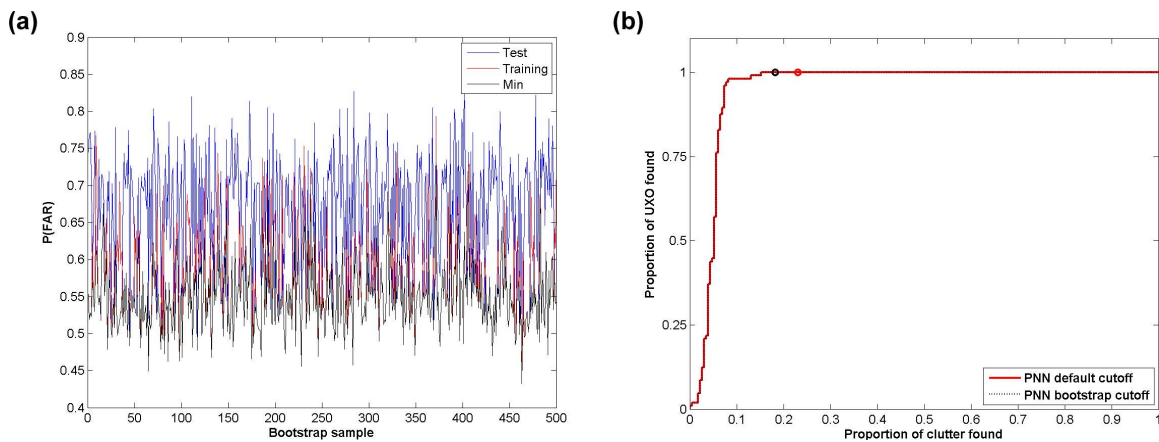 (a)
0.9
0.85
0.8
0.75
0.7
0.65
0.6
0.55
0.5
0.45
0.4
P(FAR)
0 50 100 150 200 250 300 350 400 450 500
Bootstrap sample
Test
Training
Min
(b)
1
0.75
0.5
0.25
0
Proportion of UXO found
0 0.1 0.2 0.3 0.4 0.5 0.6 0.7 0.8 0.9 1
Proportion of clutter found
PNN default cutoff
PNN bootstrap cutoff